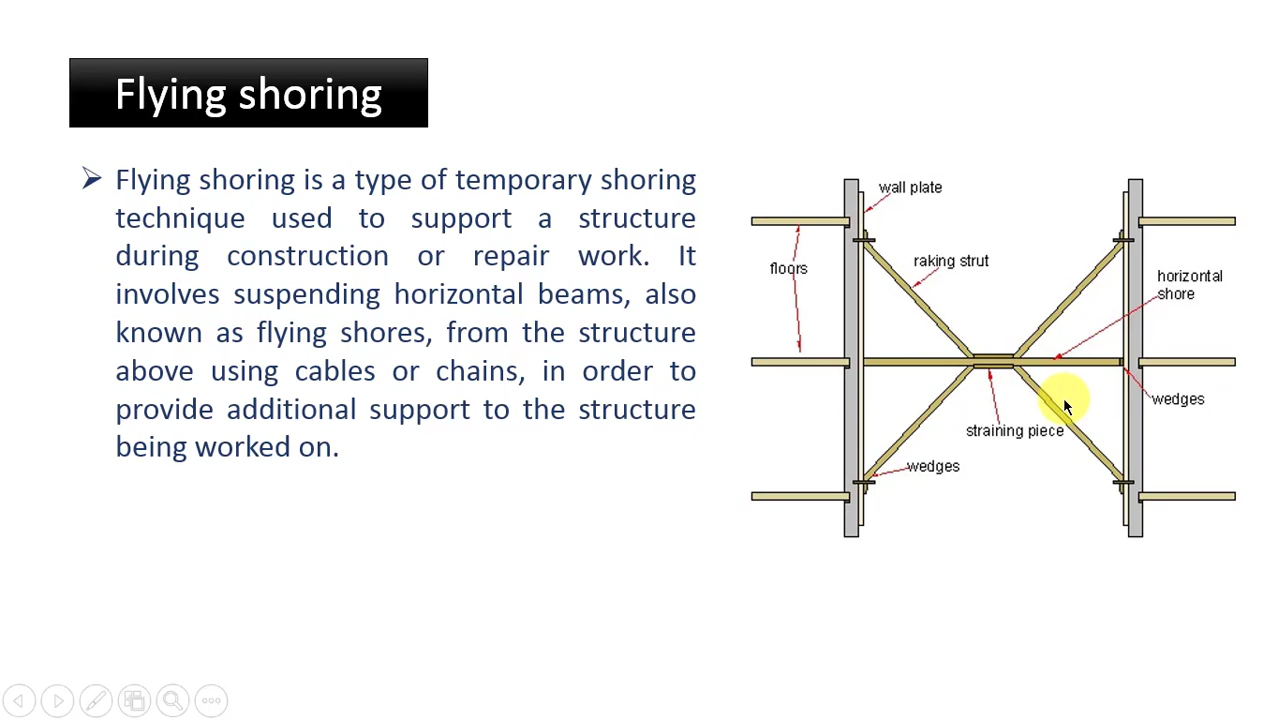 Flying shoring
Flying shoring is a type of temporary shoring
technique used to support a structure
during construction or repair work. It
involves suspending horizontal beams, also
known as flying shores, from the structure
above using cables or chains, in order to
provide additional support to the structure
being worked on.
wall plate
raking strut
floors
horizontal
shore
wedges
straining piece
wedges